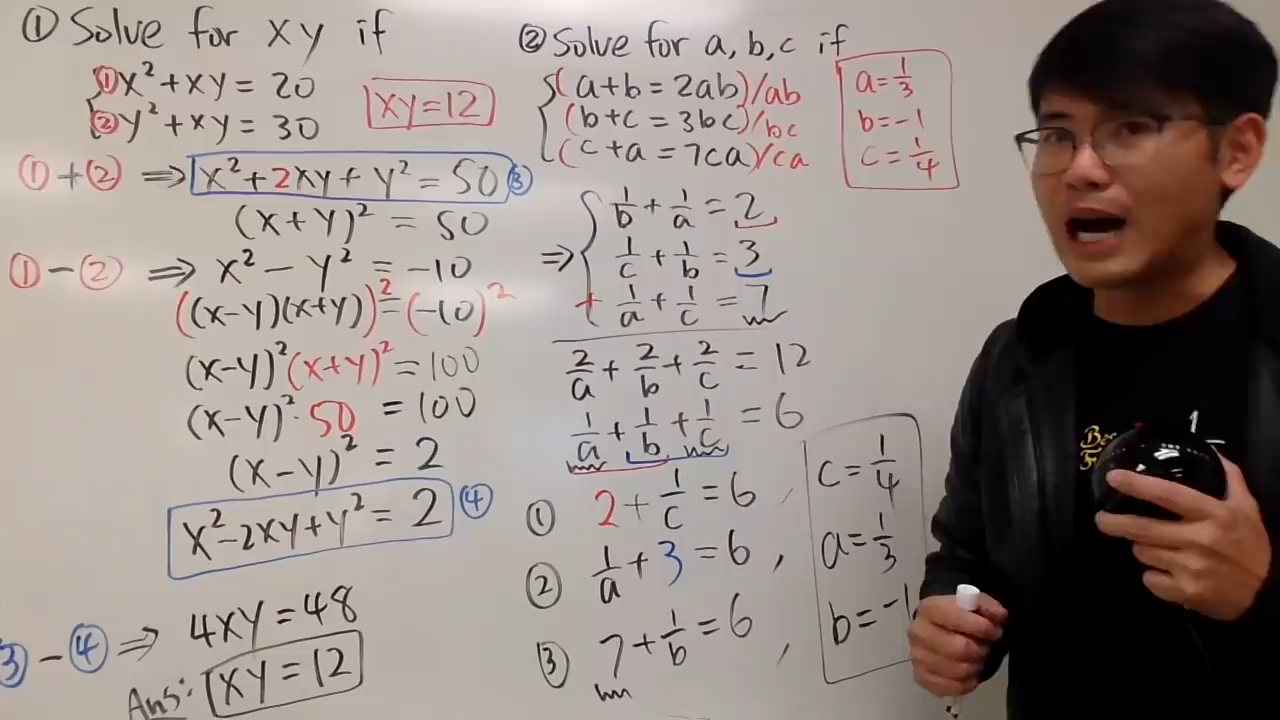 ① Solve for xy if
① x² + xy = 20
② y² + xy = 30
xy = 12
① + ② ⇒ x² + 2xy + y² = 50 ③
(x + y)² = 50
① - ② ⇒ x² - y² = -10
((x-y)(x+y))² = (-10)²
(x-y)² (x+y)² = 100
(x-y)² · 50 = 100
(x-y)² = 2
x² - 2xy + y² = 2 ④
③ - ④ ⇒ 4xy = 48
Ans: xy = 12
② Solve for a, b, c if
(a + b = 2ab)/ab
(b + c = 3bc)/bc
(c + a = 7ca)/ca
a = 1/3
b = -1
c = 1/4
⇒ 1/b + 1/a = 2
1/c + 1/b = 3
+ 1/a + 1/c = 7
2/a + 2/b + 2/c = 12
1/a + 1/b + 1/c = 6
① 2 + 1/c = 6 , c = 1/4
② 1/a + 3 = 6 , a = 1/3
③ 7 + 1/b = 6 , b = -1